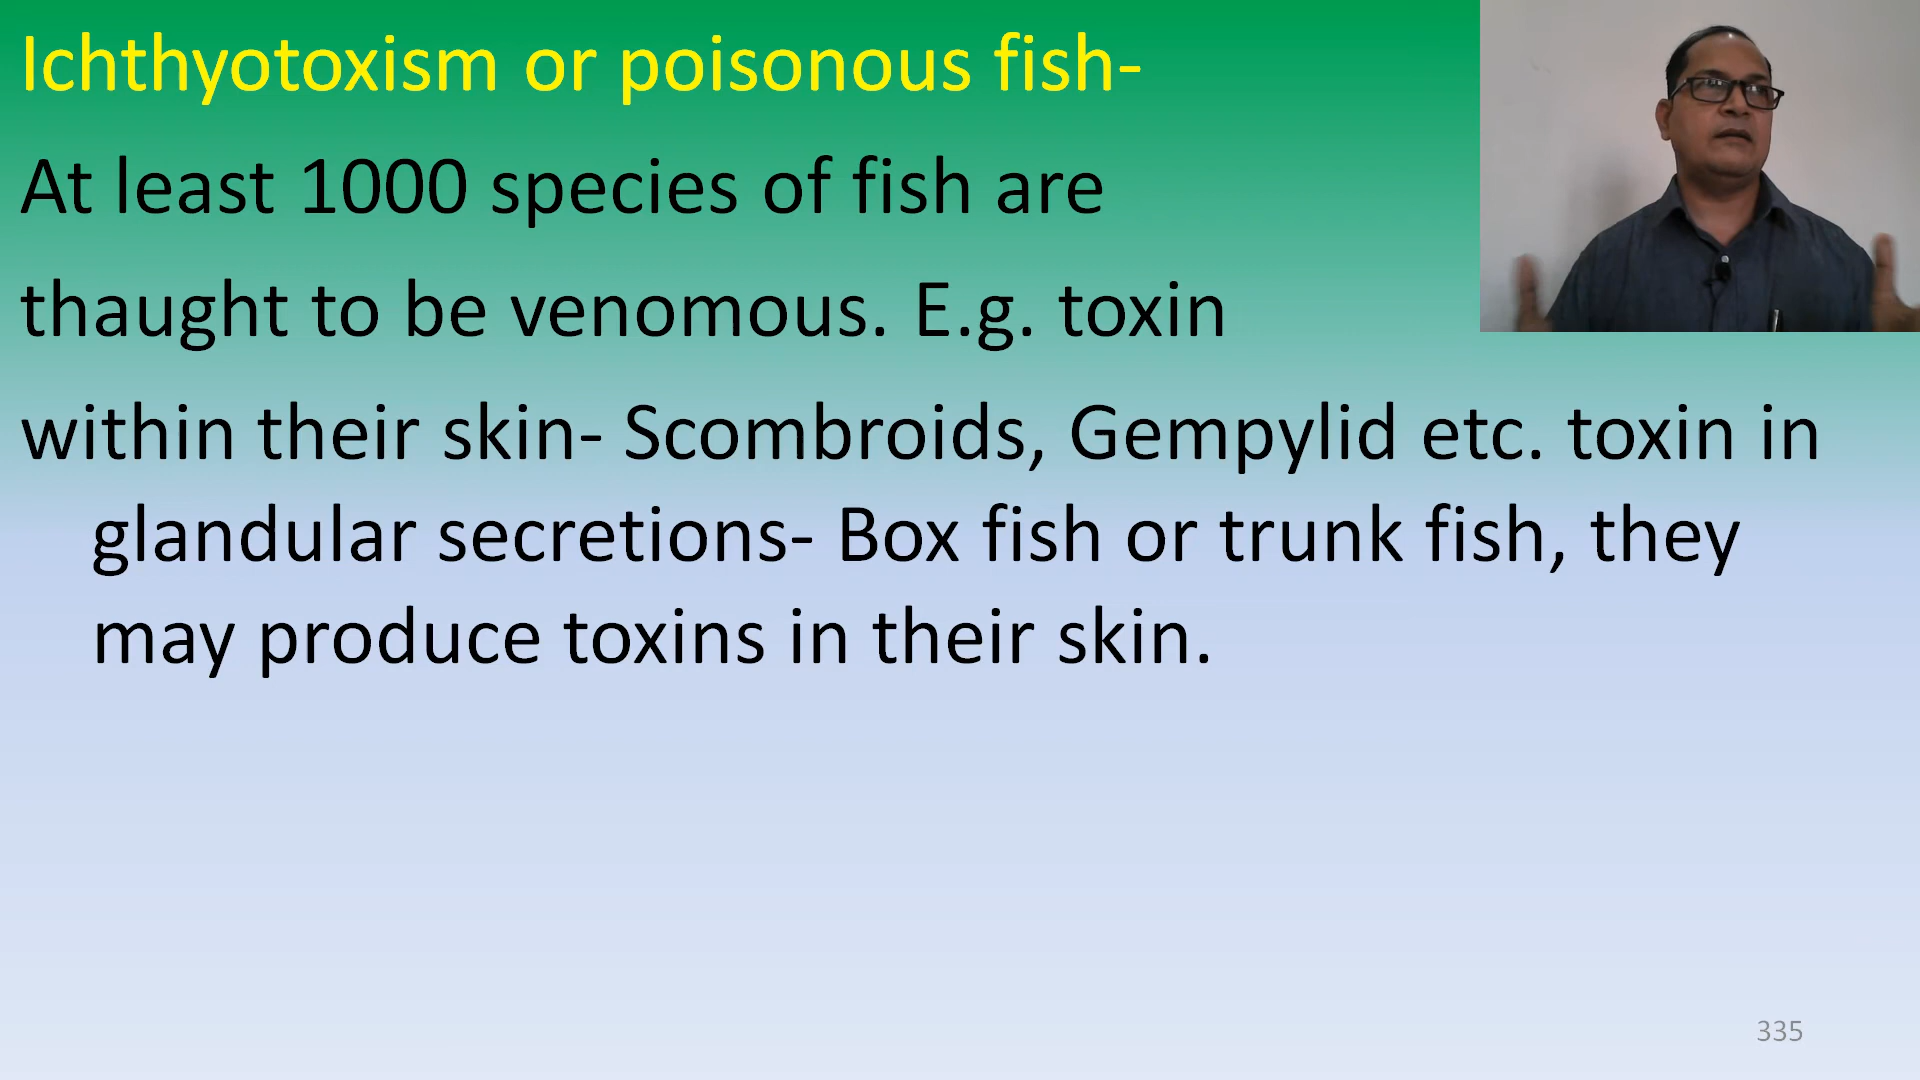 Ichthyotoxism or poisonous fish-
At least 1000 species of fish are
thaught to be venomous. E.g. toxin
within their skin- Scombroids, Gempylid etc. toxin in
glandular secretions- Box fish or trunk fish, they
may produce toxins in their skin.
335